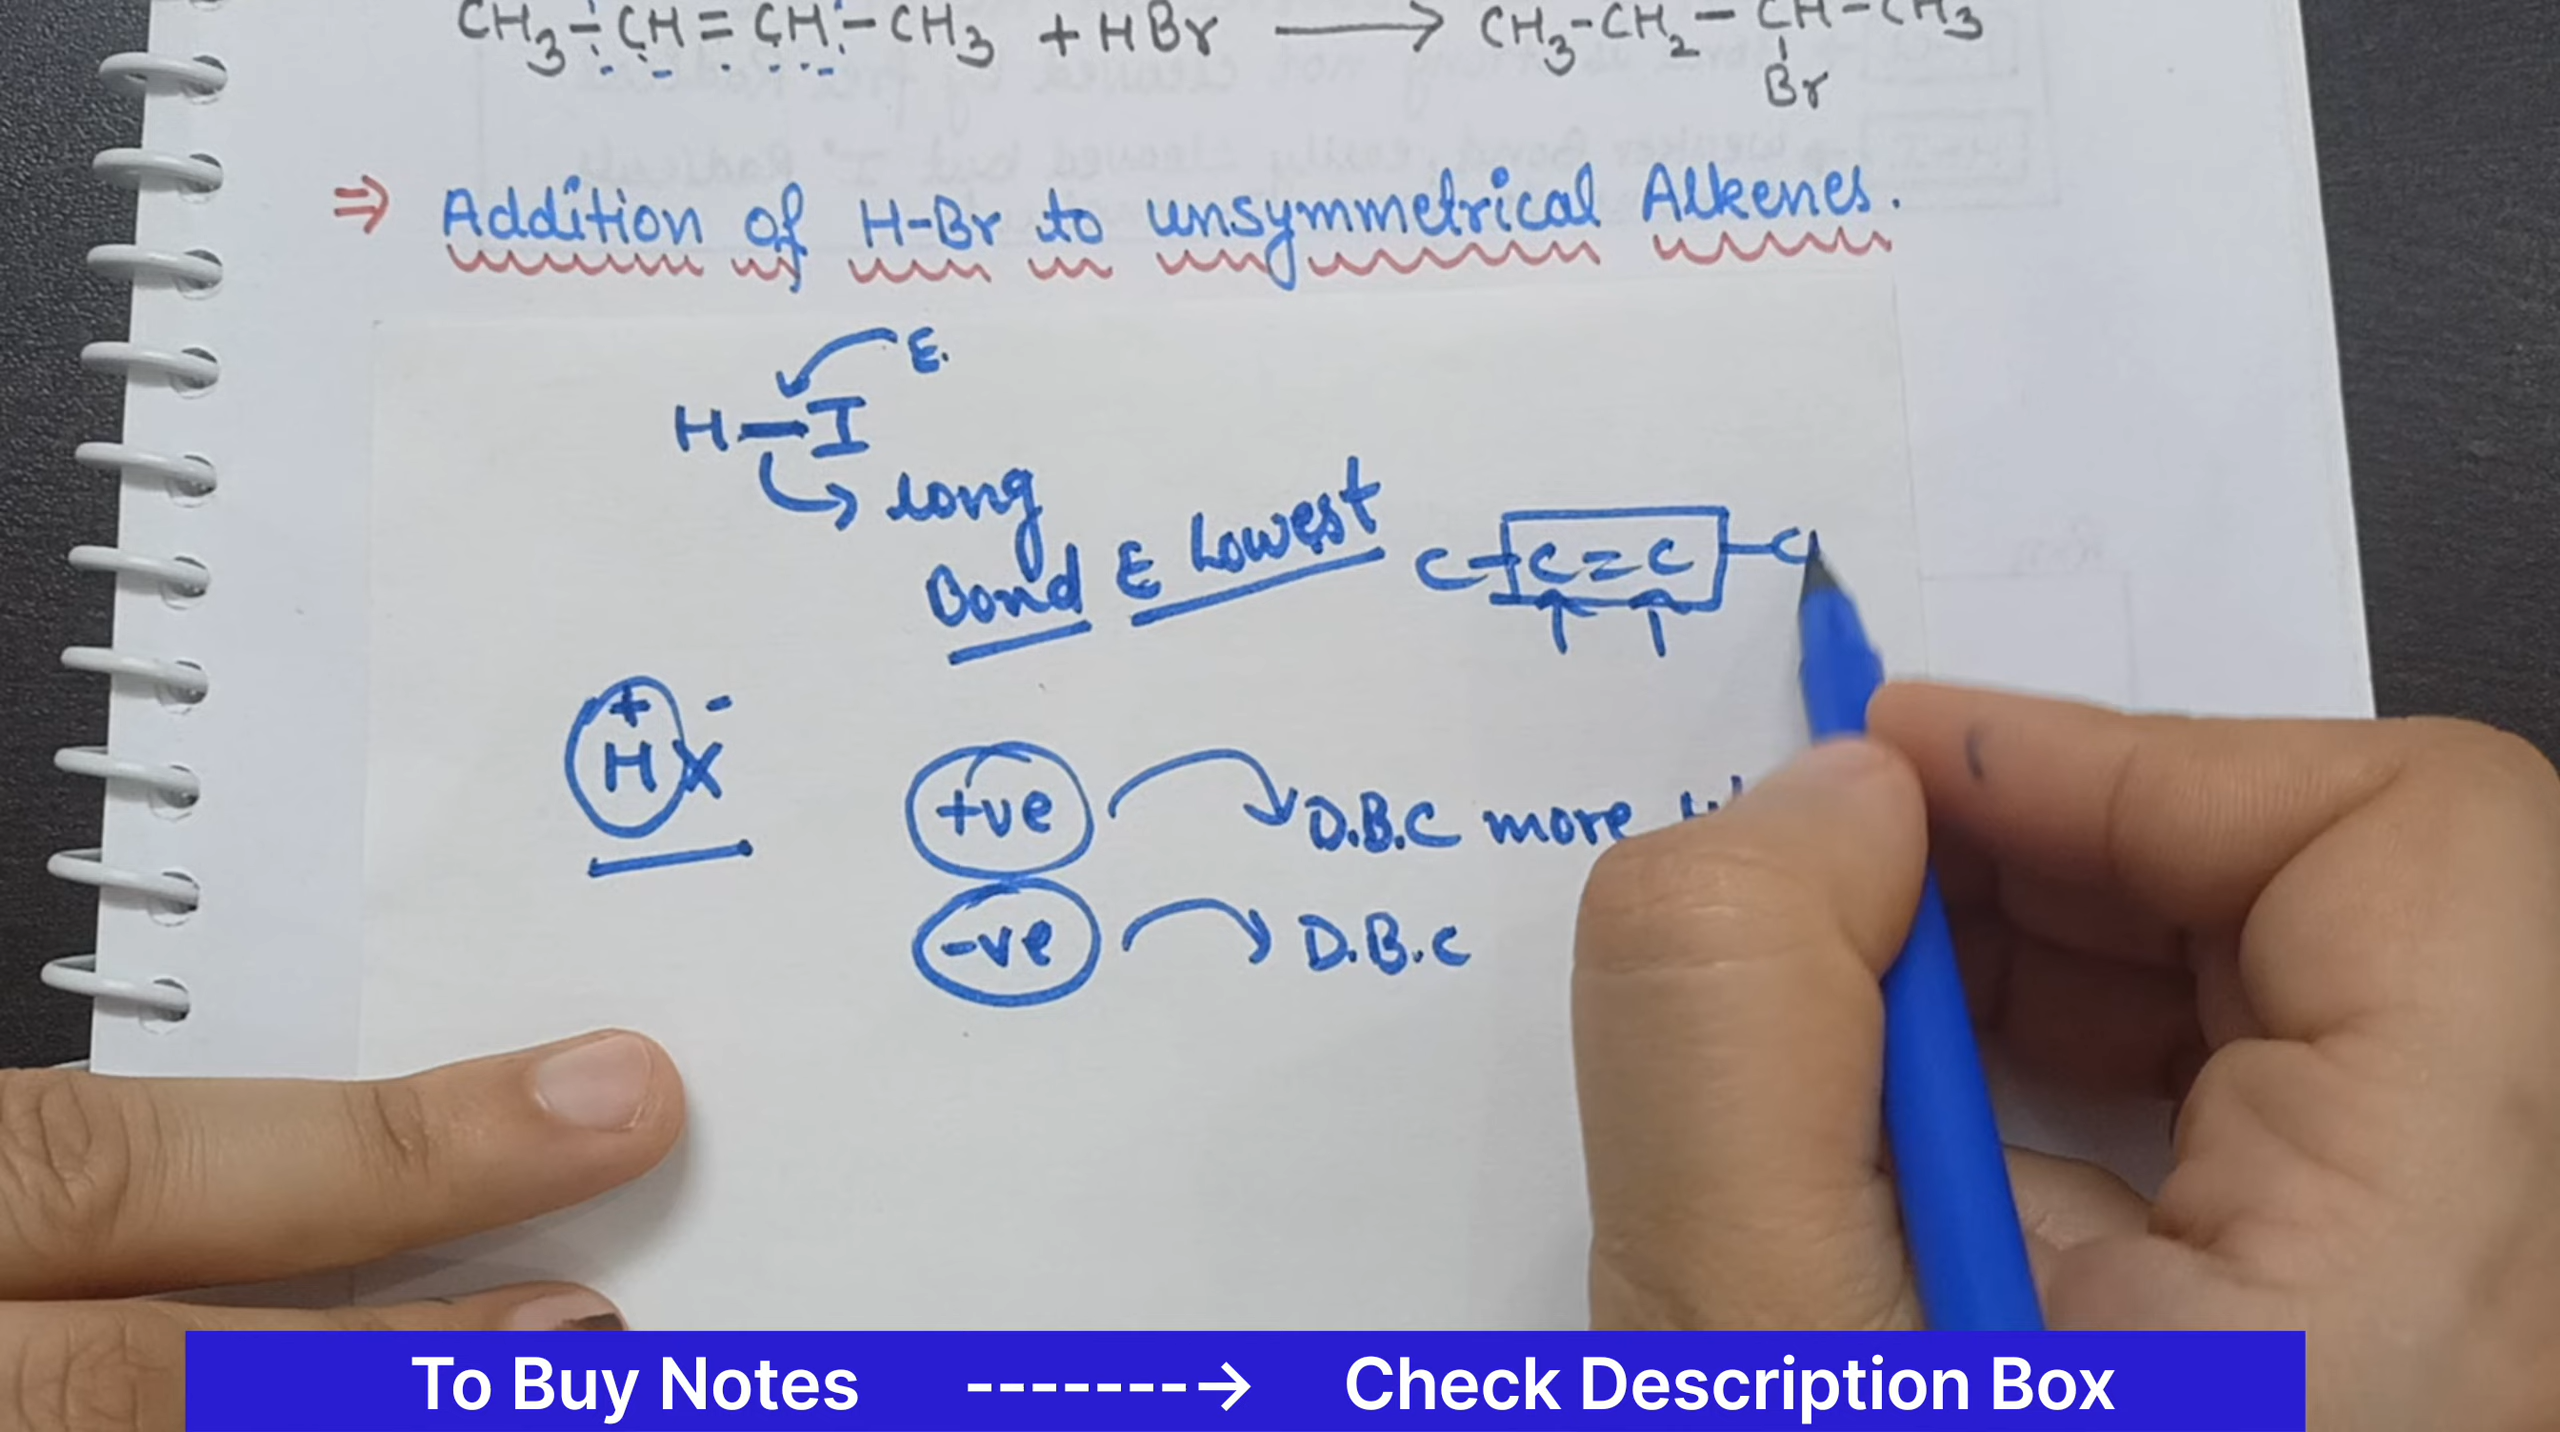 CH3-CH=CH-CH3 + HBr ⟶ CH3-CH2-CH-CH3
Br
⇒ Addition of H-Br to unsymmetrical Alkenes.
E.
H-I
long
Bond E Lowest
C-C=C-C
+ -
HX
+ve D.B.C more
-ve D.B.C
To Buy Notes -------→ Check Description Box